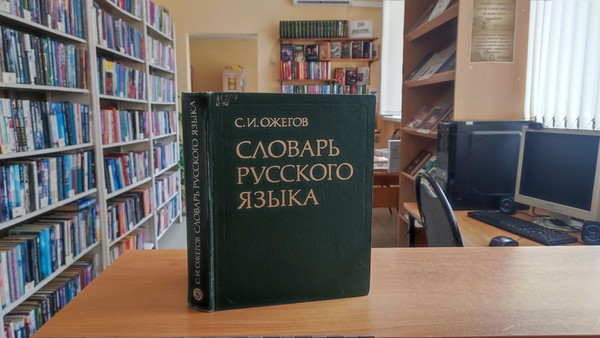 С.И. ОЖЕГОВ
СЛОВАРЬ
РУССКОГО
ЯЗЫКА
С.И. ОЖЕГОВ СЛОВАРЬ РУССКОГО ЯЗЫКА